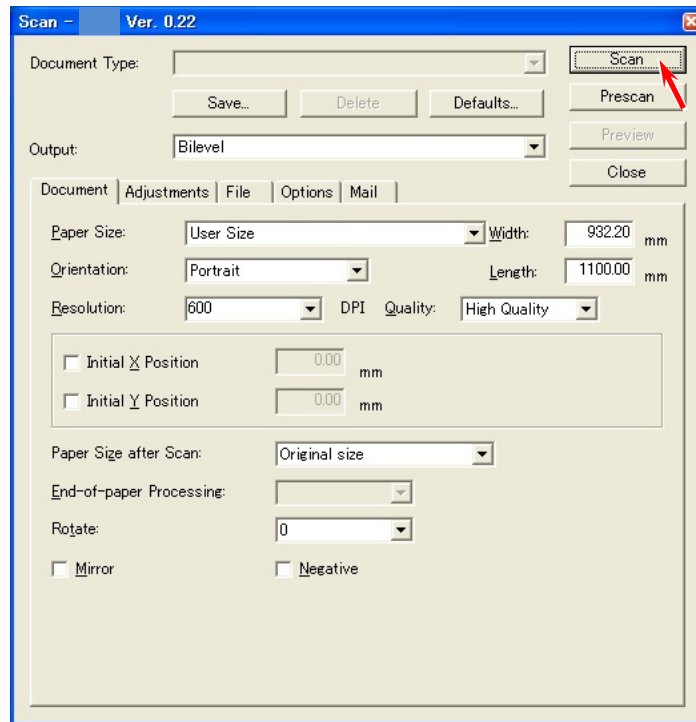 Scan - Ver. 0.22
Document Type:
Scan
Save... Delete Defaults... Prescan
Preview
Output: Bilevel
Close
Document Adjustments File Options Mail
Paper Size: User Size Width: 932.20 mm
Orientation: Portrait Length: 1100.00 mm
Resolution: 600 DPI Quality: High Quality
Initial X Position 0.00 mm
Initial Y Position 0.00 mm
Paper Size after Scan: Original size
End-of-paper Processing:
Rotate: 0
Mirror Negative